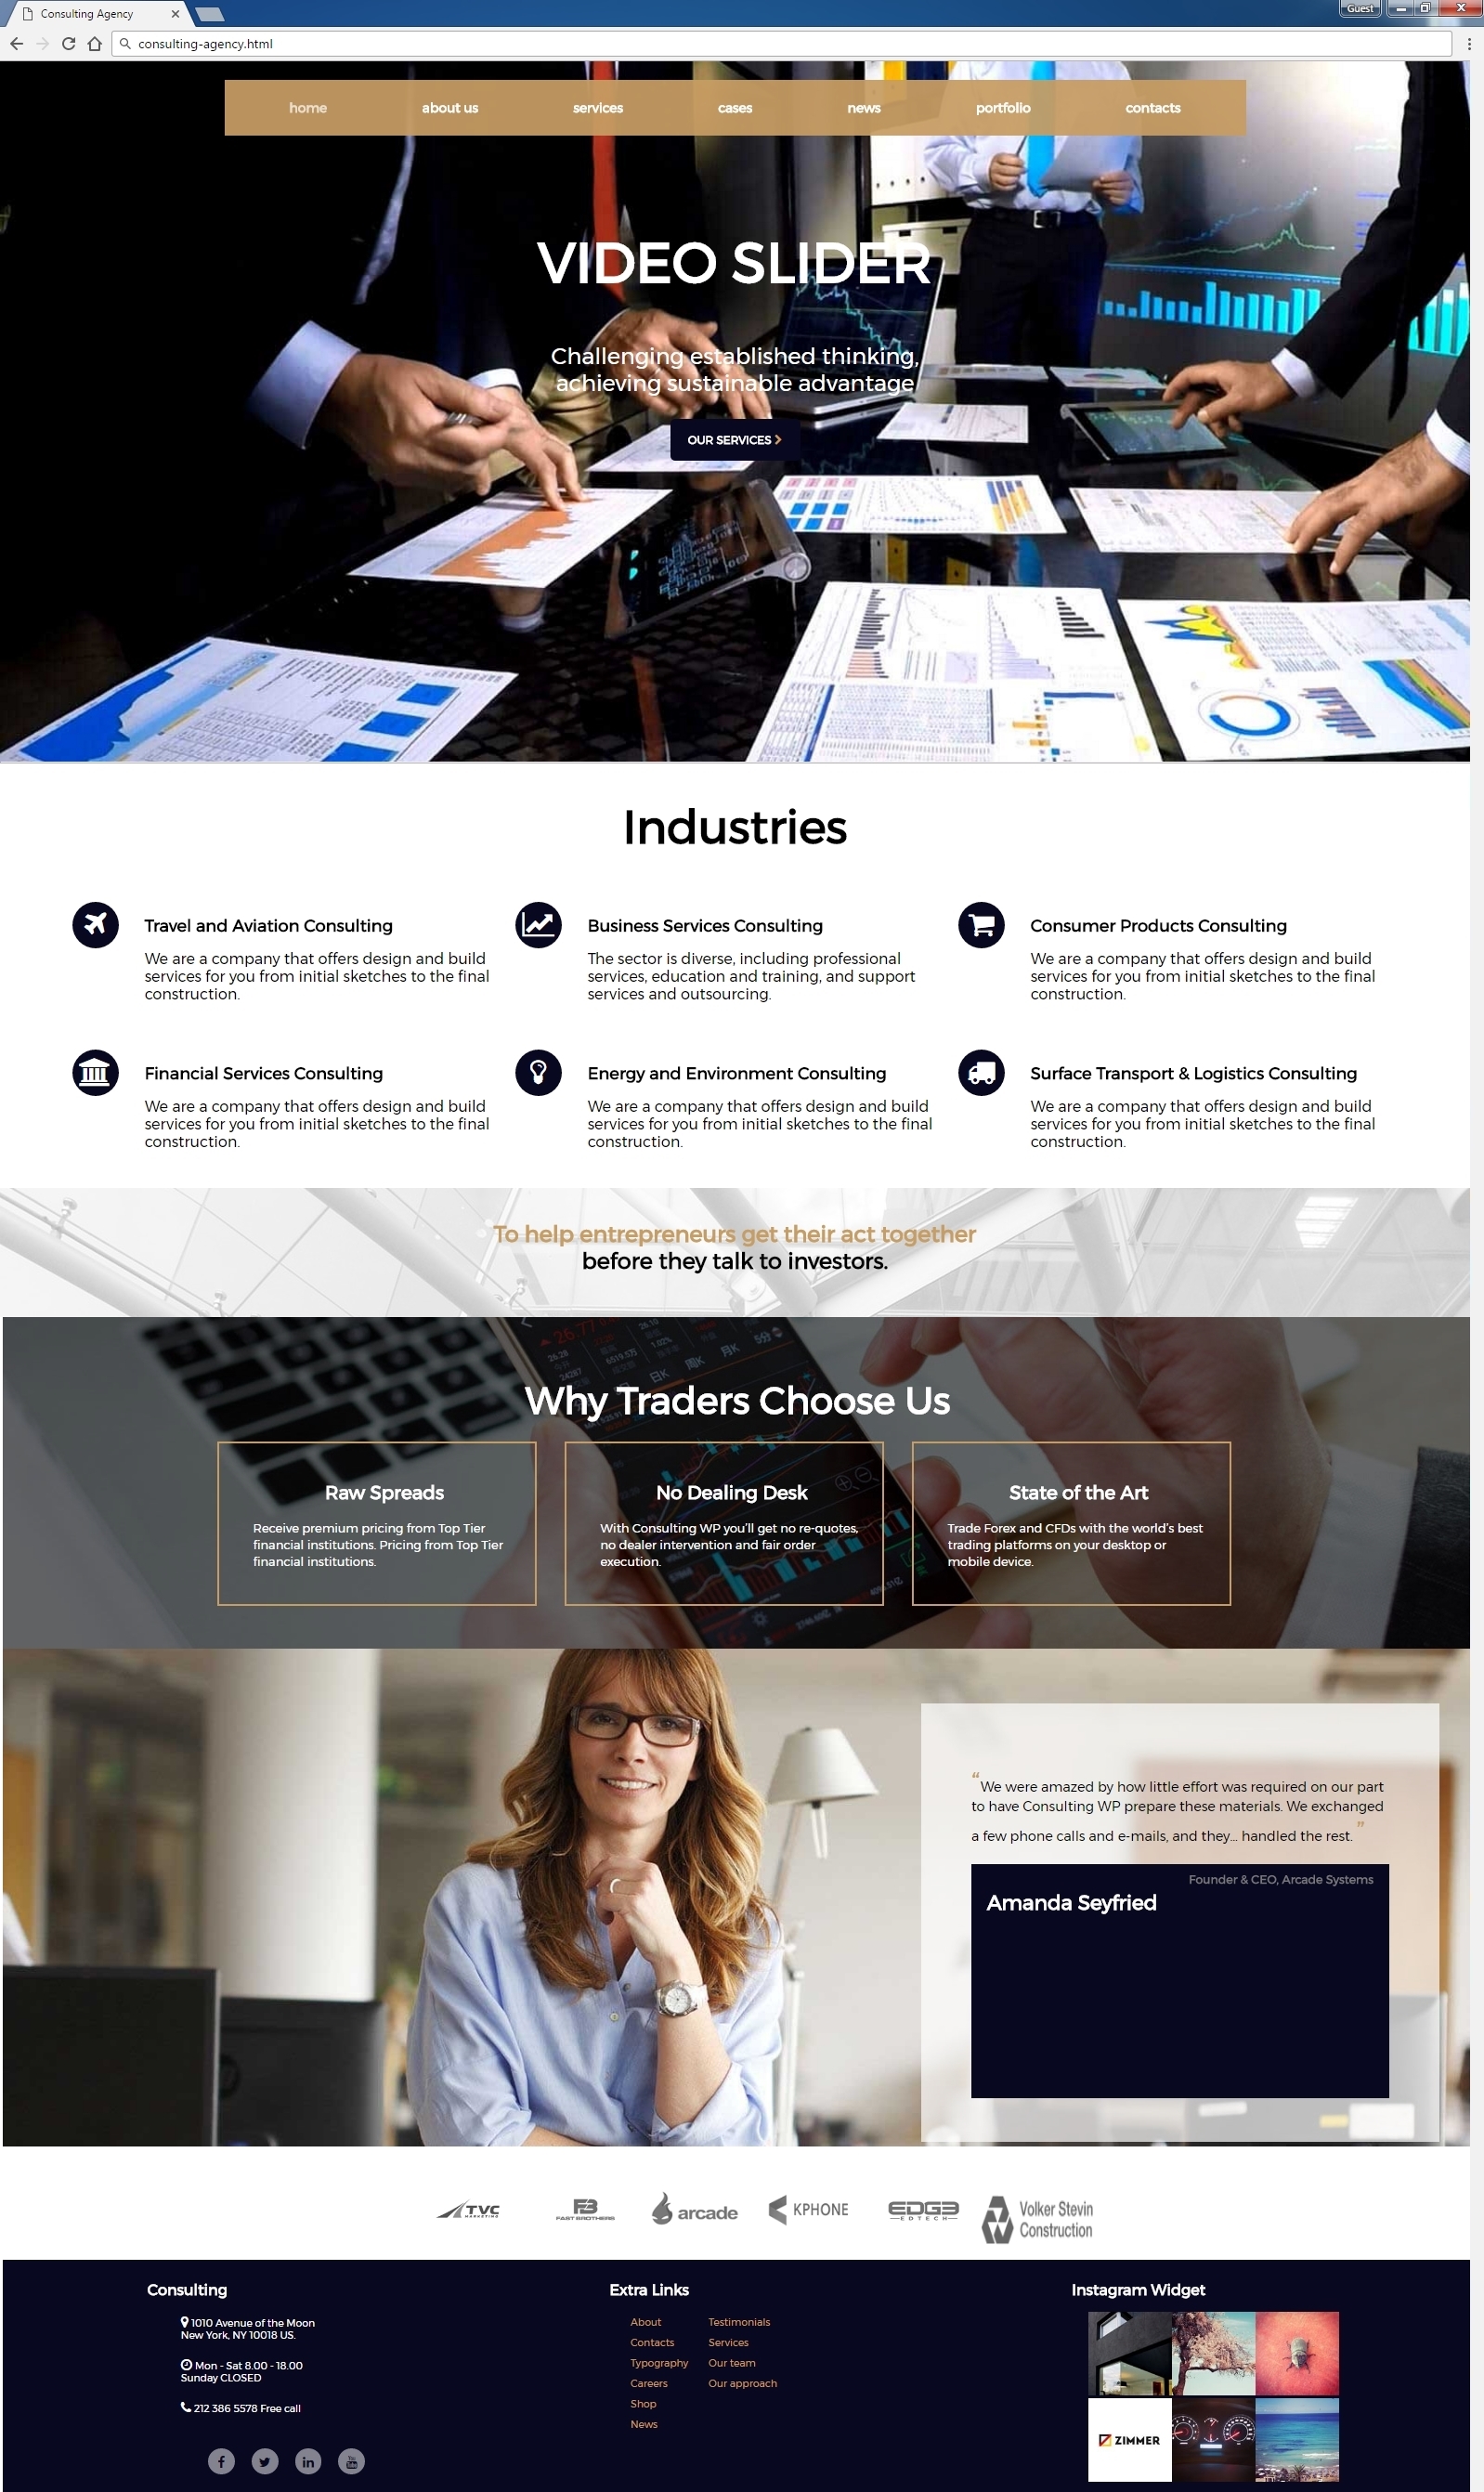 Consulting Agency
Guest
consulting-agency.html
home about us services cases news portfolio contacts
VIDEO SLIDER
Challenging established thinking,
achieving sustainable advantage
OUR SERVICES
Industries
Travel and Aviation Consulting
We are a company that offers design and build
services for you from initial sketches to the final
construction.
Business Services Consulting
The sector is diverse, including professional
services, education and training, and support
services and outsourcing.
Consumer Products Consulting
We are a company that offers design and build
services for you from initial sketches to the final
construction.
Financial Services Consulting
We are a company that offers design and build
services for you from initial sketches to the final
construction.
Energy and Environment Consulting
We are a company that offers design and build
services for you from initial sketches to the final
construction.
Surface Transport & Logistics Consulting
We are a company that offers design and build
services for you from initial sketches to the final
construction.
To help entrepreneurs get their act together
before they talk to investors.
Why Traders Choose Us
Raw Spreads
Receive premium pricing from Top Tier
financial institutions. Pricing from Top Tier
financial institutions.
No Dealing Desk
With Consulting WP you’ll get no re-quotes,
no dealer intervention and fair order
execution.
State of the Art
Trade Forex and CFDs with the world’s best
trading platforms on your desktop or
mobile device.
“We were amazed by how little effort was required on our part
to have Consulting WP prepare these materials. We exchanged
a few phone calls and e-mails, and they... handled the rest. ”
Founder & CEO, Arcade Systems
Amanda Seyfried
TVC
MARKETING
FB
FAST BROTHERS
arcade
KPHONE
EDG3
EDTECH
Volker Stevin
Construction
Consulting
1010 Avenue of the Moon
New York, NY 10018 US.
Mon - Sat 8.00 - 18.00
Sunday CLOSED
212 386 5578 Free call
Extra Links
About
Contacts
Typography
Careers
Shop
News
Testimonials
Services
Our team
Our approach
Instagram Widget
ZIMMER